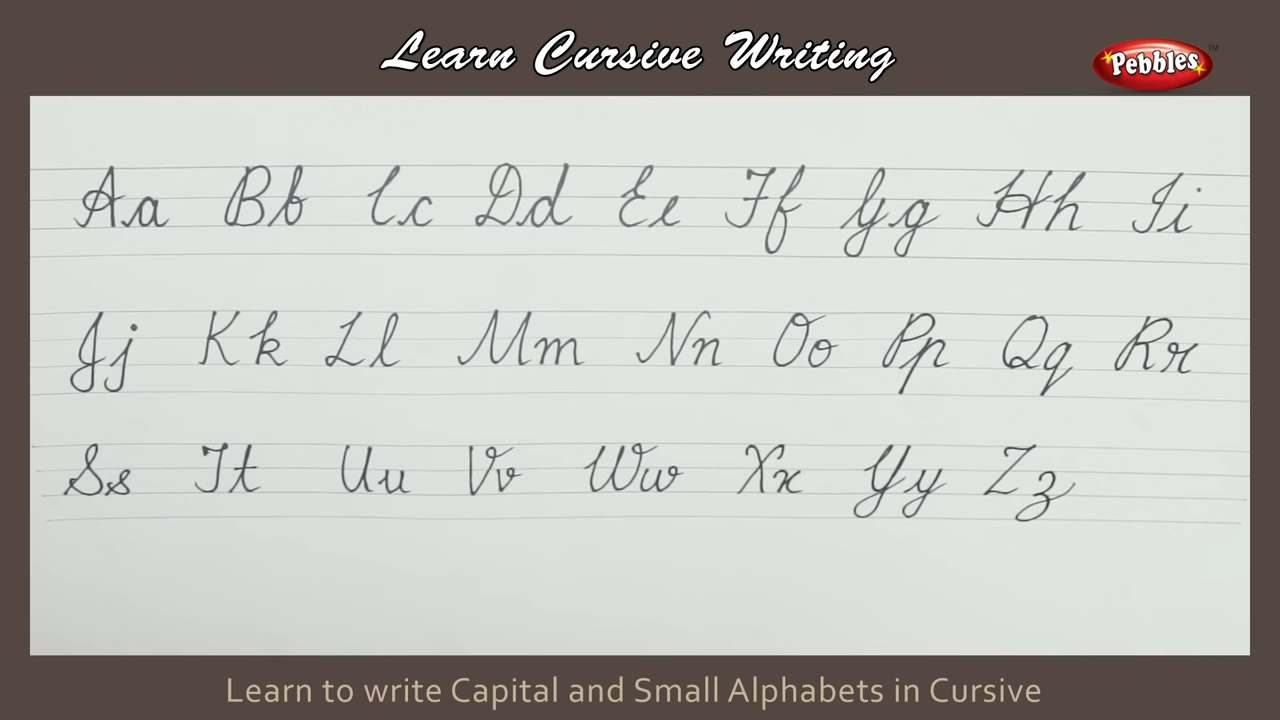 Learn Cursive Writing
Pebbles™
Aa Bb Cc Dd Ee Ff Gg Hh Ii
Jj Kk Ll Mm Nn Oo Pp Qq Rr
Ss Tt Uu Vv Ww Xx Yy Zz
Learn to write Capital and Small Alphabets in Cursive